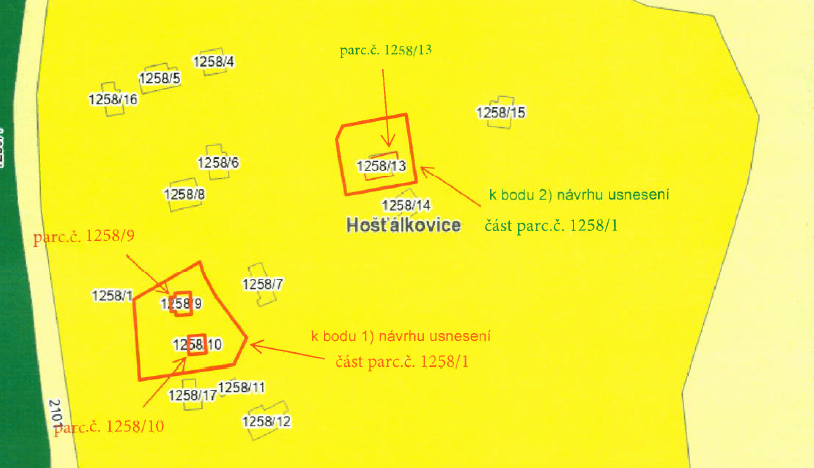 parc.č. 1258/13
1258/4
1258/5
1258/16
1258/15
1258/6
1258/13
1258/8
k bodu 2) návrhu usnesení
1258/14
Hošťálkovice
část parc.č. 1258/1
parc.č. 1258/9
1258/7
1258/1
1258/9
k bodu 1) návrhu usnesení
1258/10
část parc.č. 1258/1
1258/11
1258/17
2101
1258/12
parc.č. 1258/10